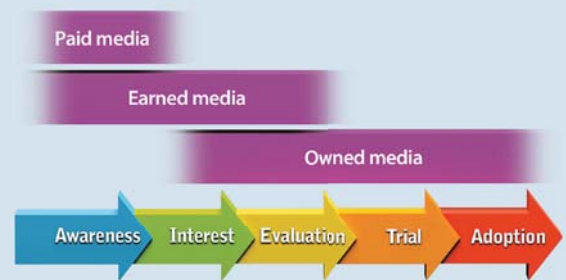 Paid media
Earned media
Owned media
Awareness Interest Evaluation Trial Adoption